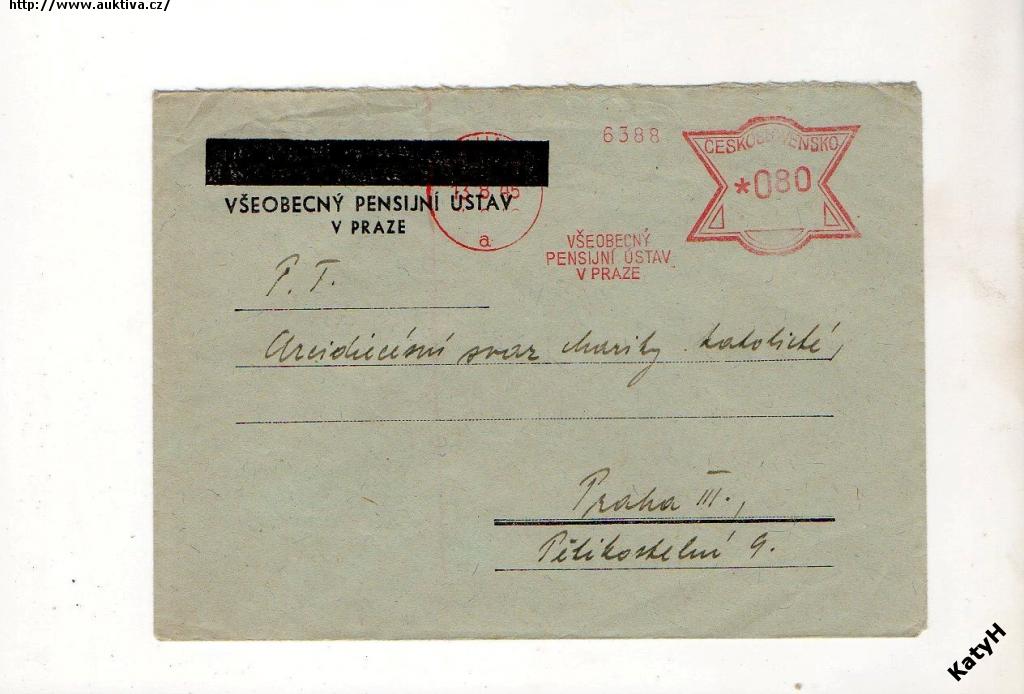 http://www.auktiva.cz/
6388
ČESKOSLOVENSKO
*080
13.8.45
a
VŠEOBECNÝ PENSIJNÍ ÚSTAV
V PRAZE
VŠEOBECNÝ
PENSIJNÍ ÚSTAV
V PRAZE
P. T.
Arcidiecésní svaz charity katolické,
Praha III.,
Pětikostelní 9.
KatyH